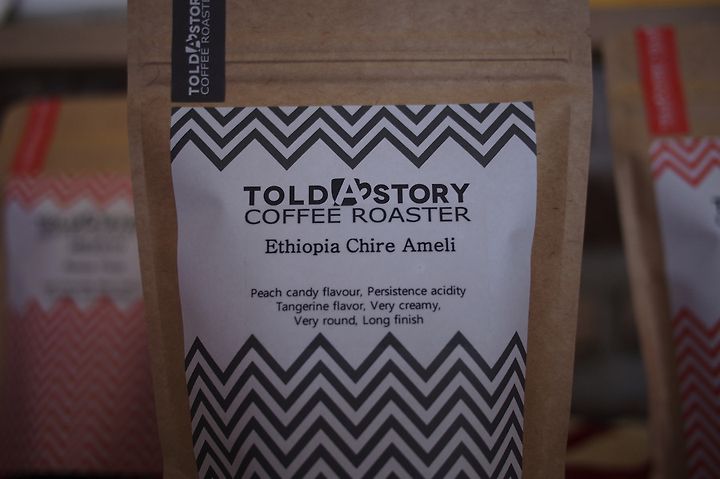 TOLD A STORY
COFFEE ROASTER
TOLD A STORY
COFFEE ROASTER
Ethiopia Chire Ameli
Peach candy flavour, Persistence acidity
Tangerine flavor, Very creamy,
Very round, Long finish